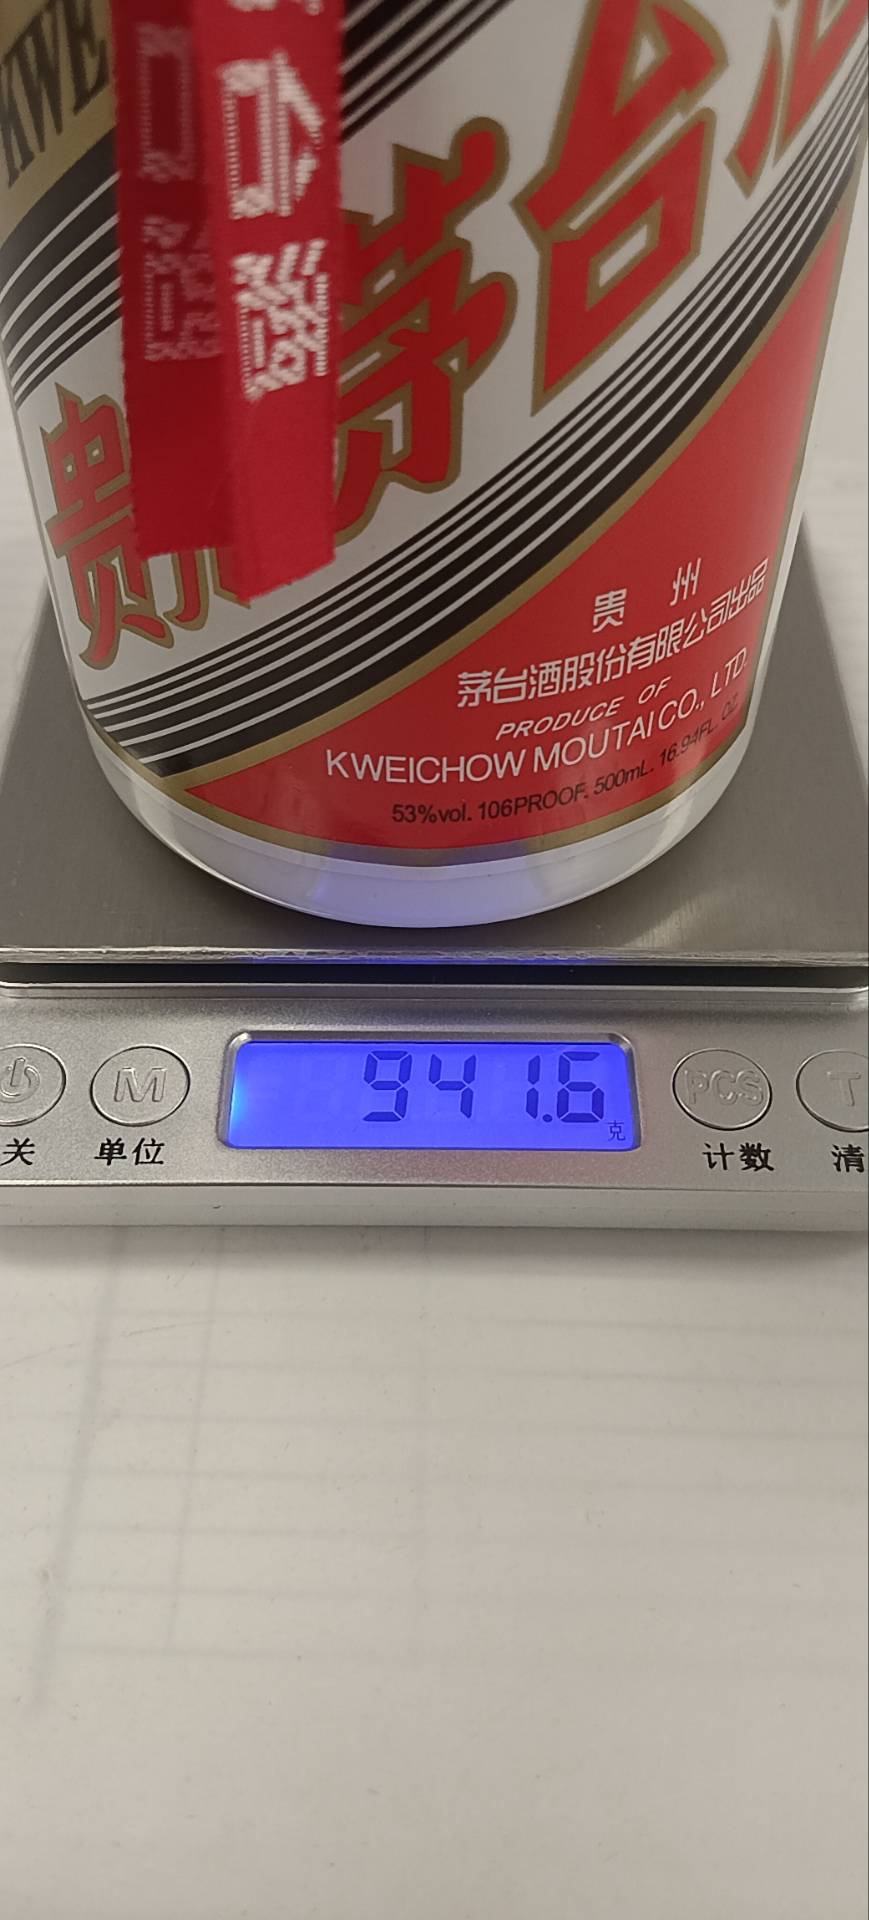 KWE
贵州茅台酒
贵 州
茅台酒股份有限公司出品
PRODUCE OF
KWEICHOW MOUTAI CO., LTD.
53%vol. 106PROOF. 500mL. 16.94FL. OZ.
M
941.6
克
PCS
T
关
单位
计数
清